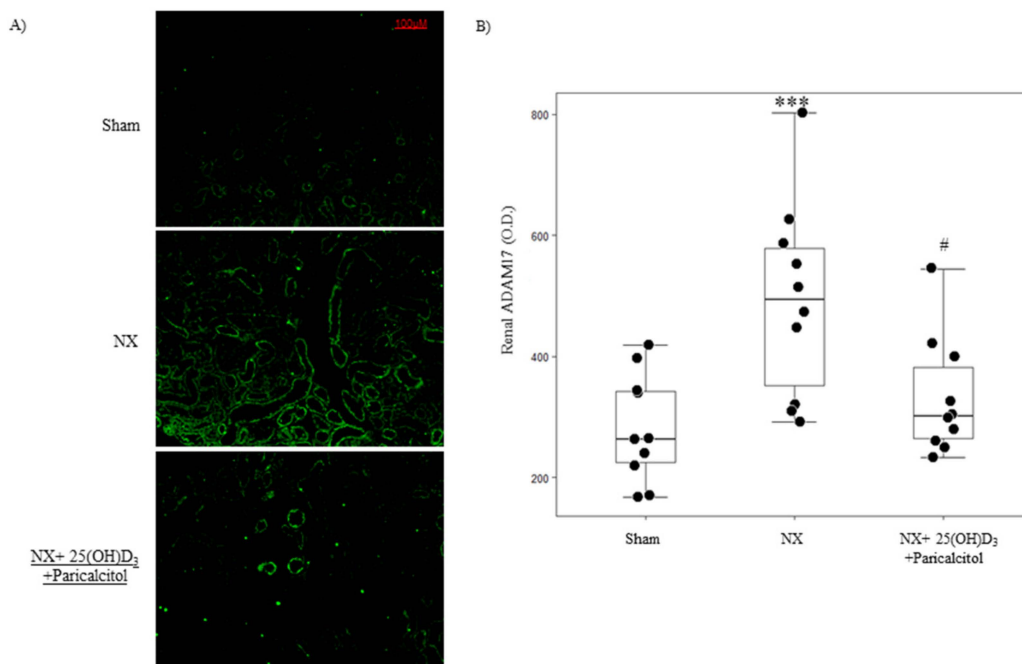 A)
100µM
Sham
NX
NX+ 25(OH)D₃
+Paricalcitol
B)
Renal ADAM17 (O.D.)
800
600
400
200
***
#
Sham
NX
NX+ 25(OH)D₃
+Paricalcitol